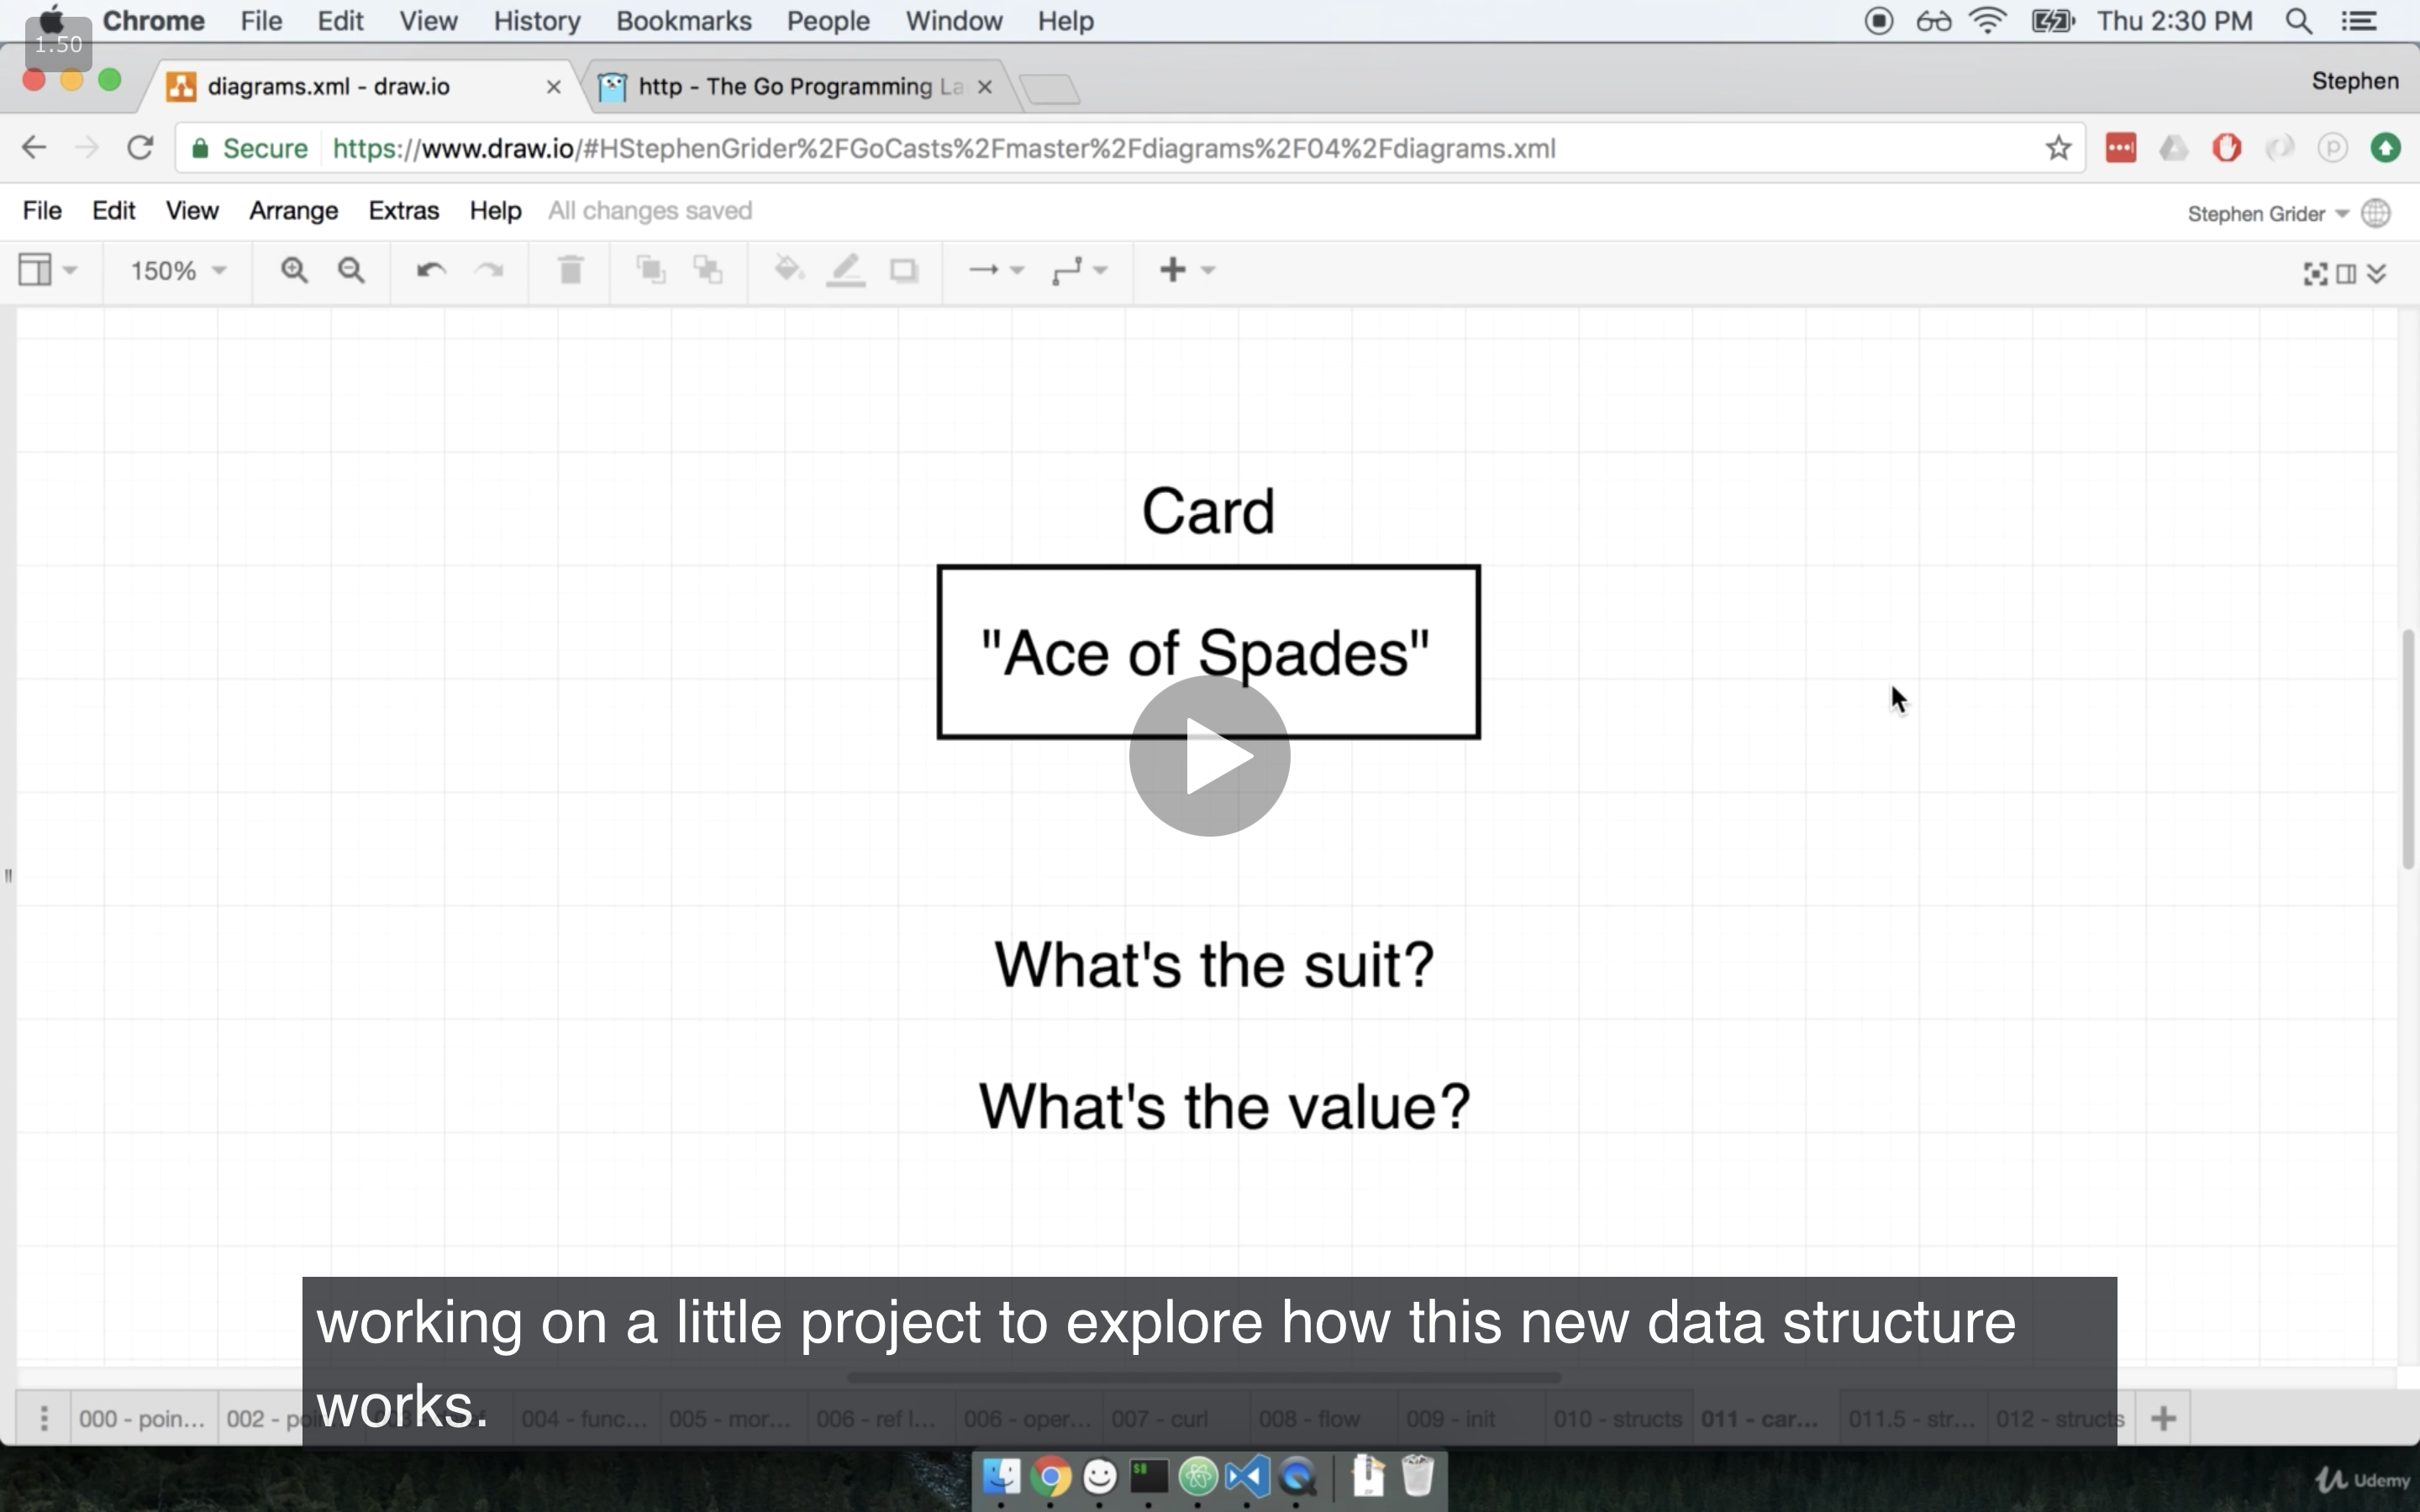 Chrome File Edit View History Bookmarks People Window Help Thu 2:30 PM
1.50
diagrams.xml - draw.io http - The Go Programming La Stephen
Secure https://www.draw.io/#HStephenGrider%2FGoCasts%2Fmaster%2Fdiagrams%2F04%2Fdiagrams.xml
File Edit View Arrange Extras Help All changes saved Stephen Grider
150%
Card
"Ace of Spades"
What's the suit?
What's the value?
working on a little project to explore how this new data structure
works.
000 - poin... 002 - poi 004 - func... 005 - mor... 006 - ref l... 006 - oper... 007 - curl 008 - flow 009 - init 010 - structs 011 - car... 011.5 - str... 012 - structs
Udemy